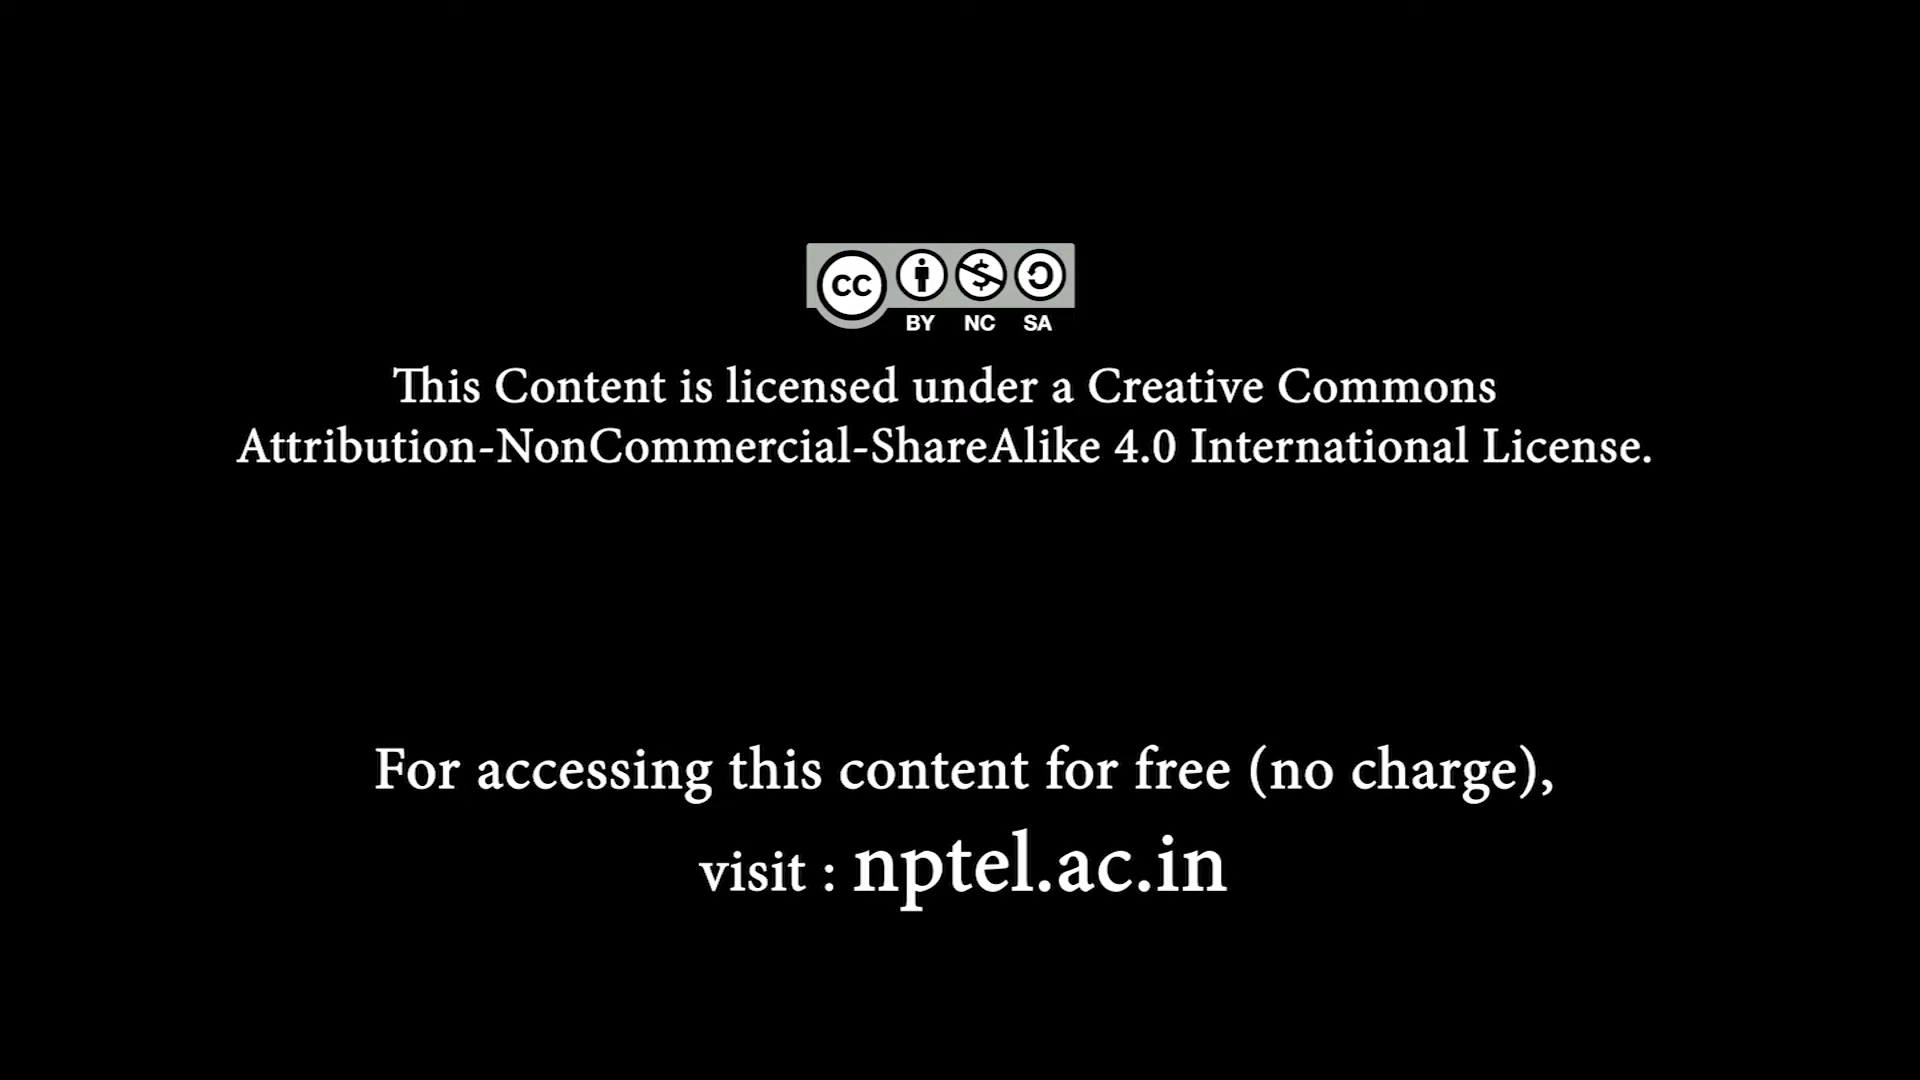 cc
BY NC SA
This Content is licensed under a Creative Commons
Attribution-NonCommercial-ShareAlike 4.0 International License.
For accessing this content for free (no charge),
visit : nptel.ac.in